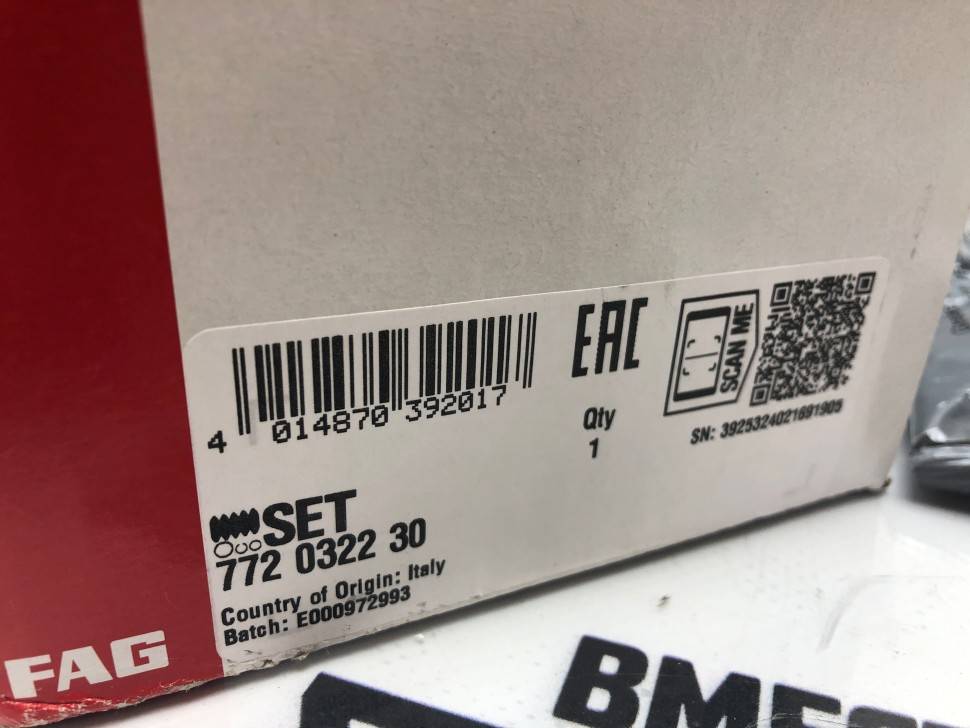 4 014870 392017
EAC
SCAN ME
Qty
1
SN: 3925324021691905
SET
772 0322 30
Country of Origin: Italy
Batch: E000972993
FAG